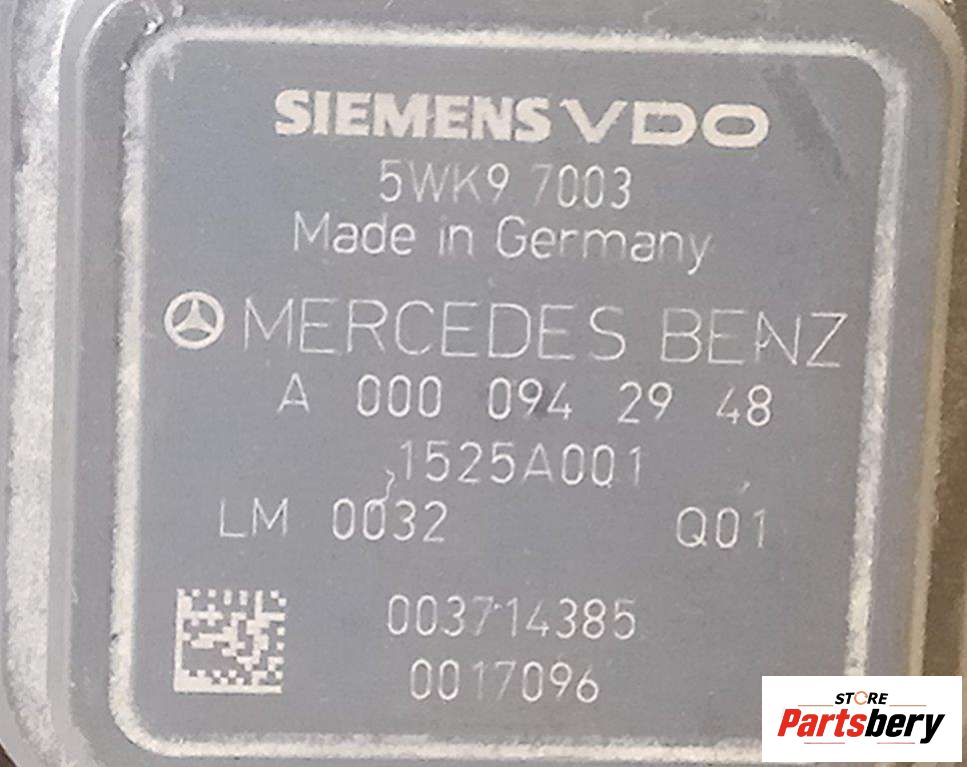 SIEMENS VDO
5WK9 7003
Made in Germany
MERCEDES BENZ
A 000 094 29 48
1525A001
LM 0032 Q01
003714385
0017096
STORE
Partsbery